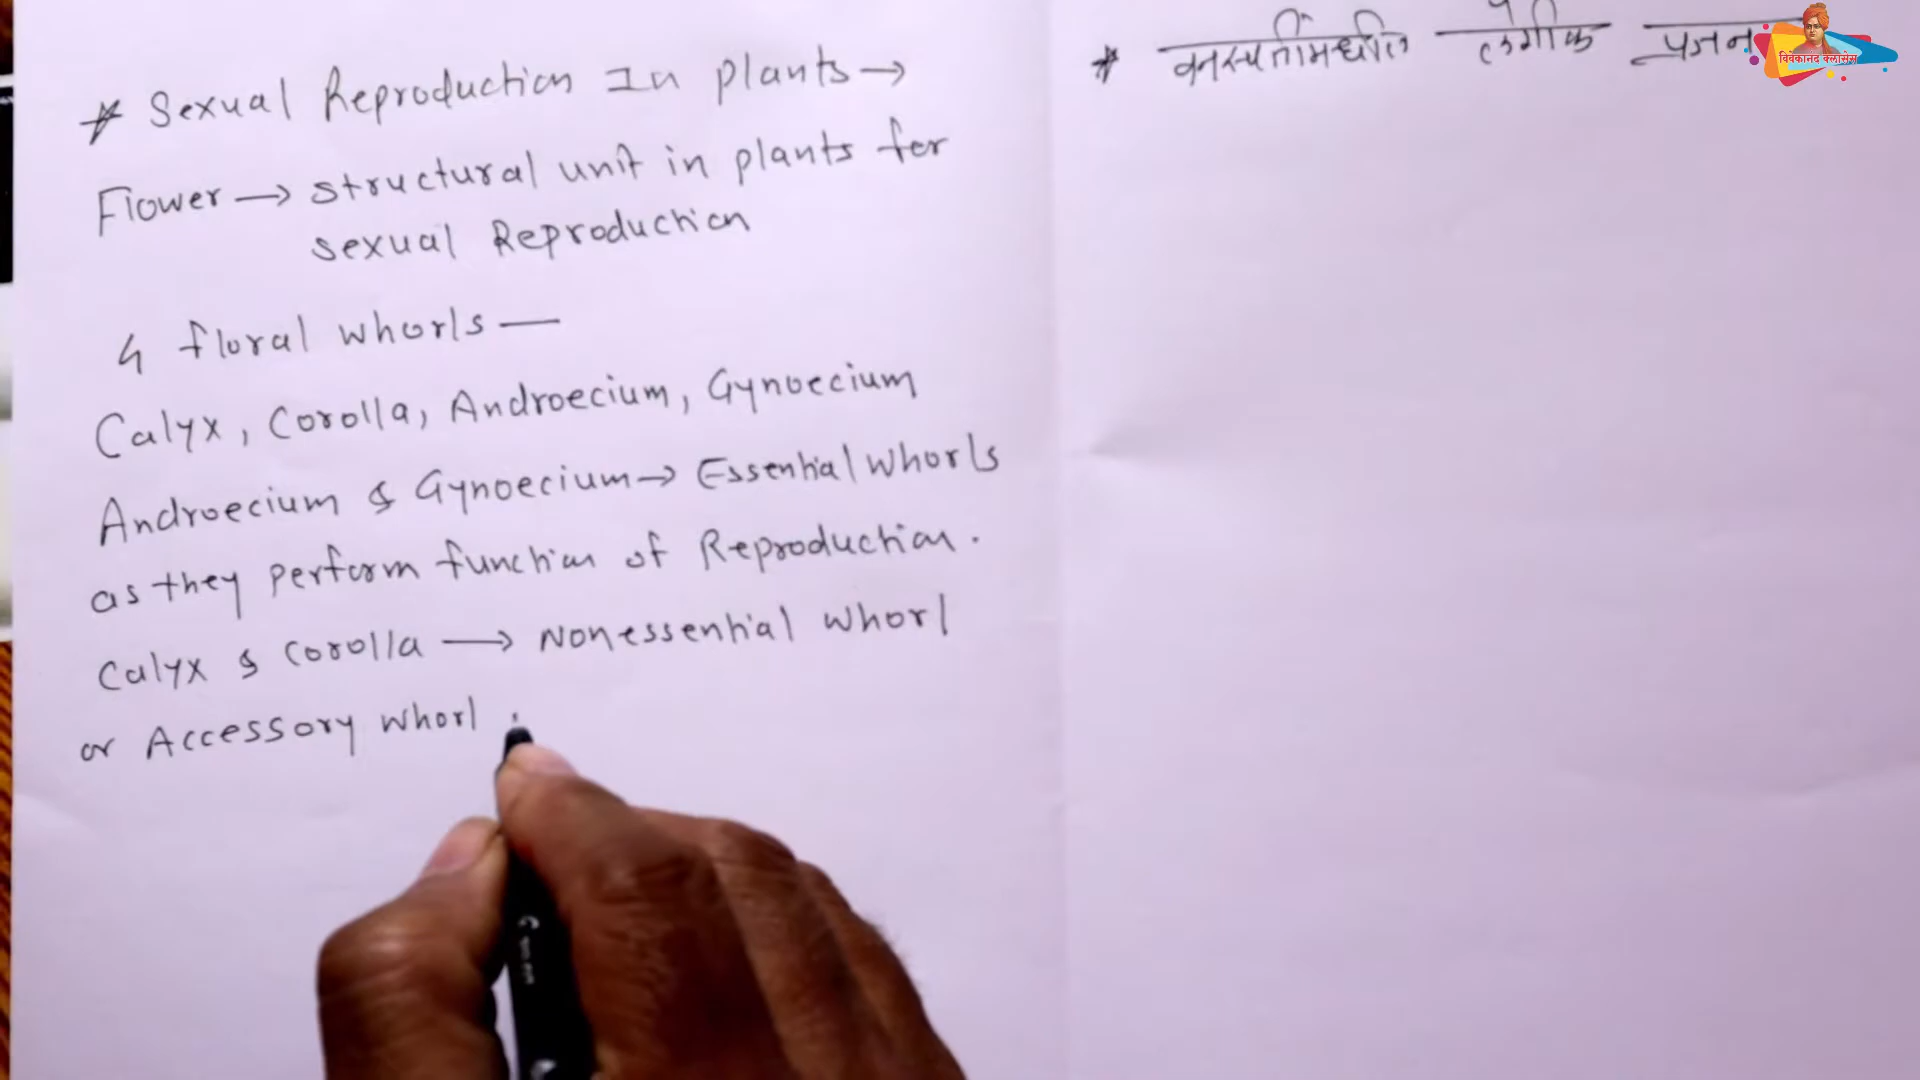 * Sexual Reproduction In plants →
Flower → structural unit in plants for
sexual Reproduction
4 floral whorls —
Calyx, Corolla, Androecium, Gynoecium
Androecium & Gynoecium → Essential Whorls
as they perform function of Reproduction.
Calyx & Corolla → Nonessential Whorl
or Accessory Whorl
* वनस्पतींमधील लैंगीक प्रजनन
विवेकानंद क्लासेस